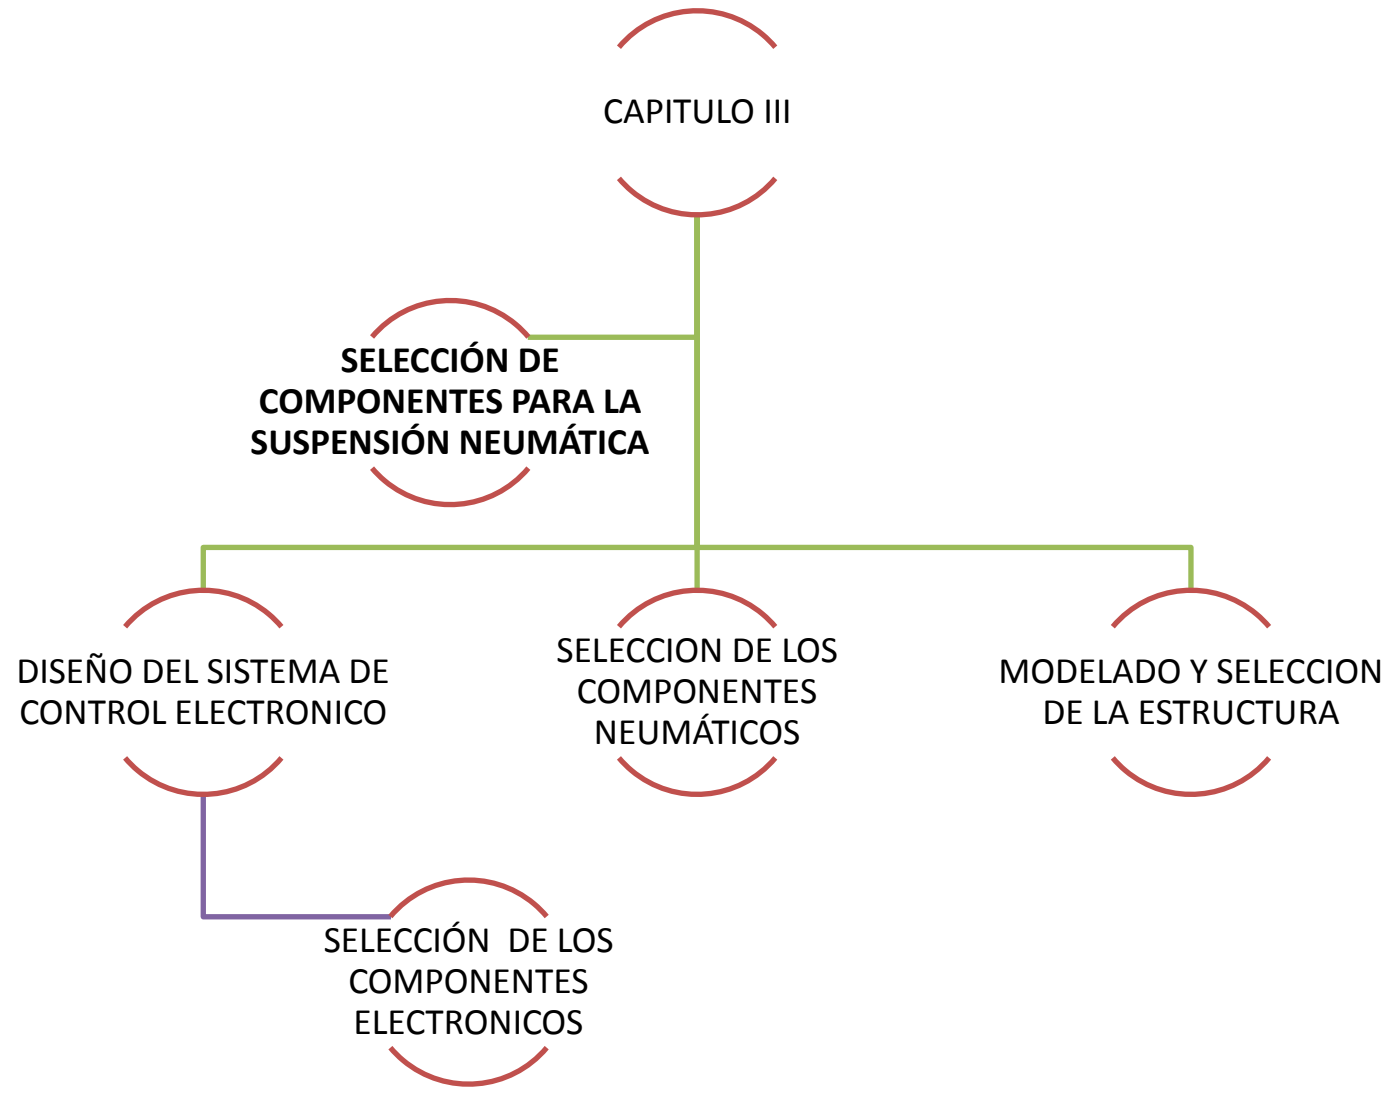 CAPITULO III
SELECCIÓN DE
COMPONENTES PARA LA
SUSPENSIÓN NEUMÁTICA
DISEÑO DEL SISTEMA DE
CONTROL ELECTRONICO
SELECCION DE LOS
COMPONENTES
NEUMÁTICOS
MODELADO Y SELECCION
DE LA ESTRUCTURA
SELECCIÓN  DE LOS
COMPONENTES
ELECTRONICOS